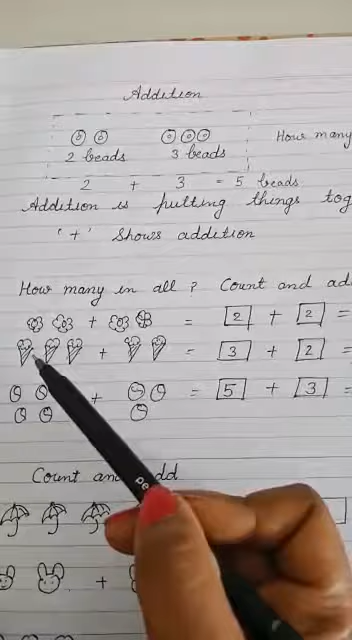 Addition
How many
2 beads 3 beads
2 + 3 = 5 beads
Addition is putting things tog
'+' Shows addition
How many in all ? Count and ad
+ = 2 + 2 =
+ = 3 + 2 =
+ = 5 + 3 =
Count and dd
+